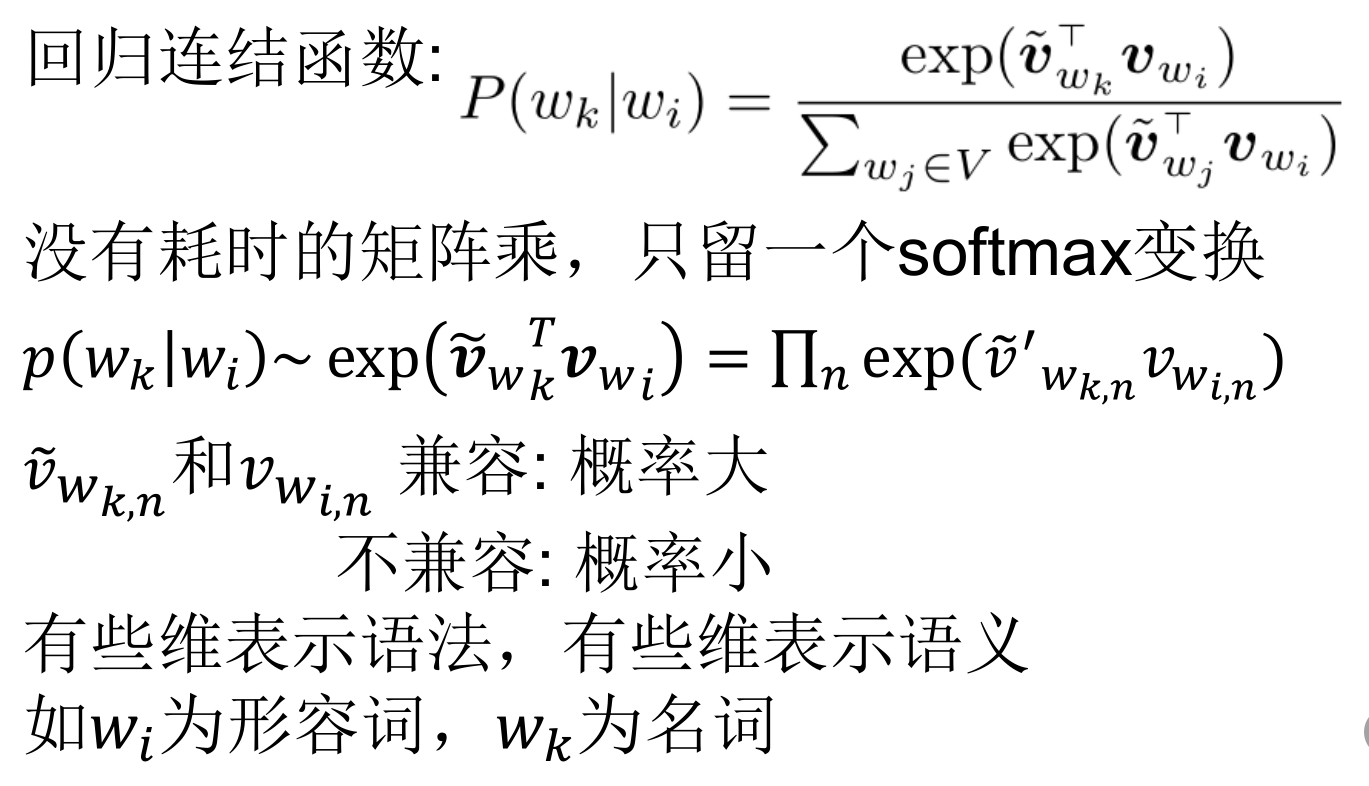 回归连结函数: $P(w_k|w_i) = \frac{\exp(\tilde{\boldsymbol{v}}_{w_k}^\top \boldsymbol{v}_{w_i})}{\sum_{w_j \in V} \exp(\tilde{\boldsymbol{v}}_{w_j}^\top \boldsymbol{v}_{w_i})}$
没有耗时的矩阵乘，只留一个softmax变换
$p(w_k|w_i) \sim \exp(\tilde{\boldsymbol{v}}_{w_k}^T \boldsymbol{v}_{w_i}) = \prod_n \exp(\tilde{v}'_{w_{k,n}} v_{w_{i,n}})$
$\tilde{v}_{w_{k,n}}$和$v_{w_{i,n}}$ 兼容: 概率大
不兼容: 概率小
有些维表示语法，有些维表示语义
如$w_i$为形容词，$w_k$为名词